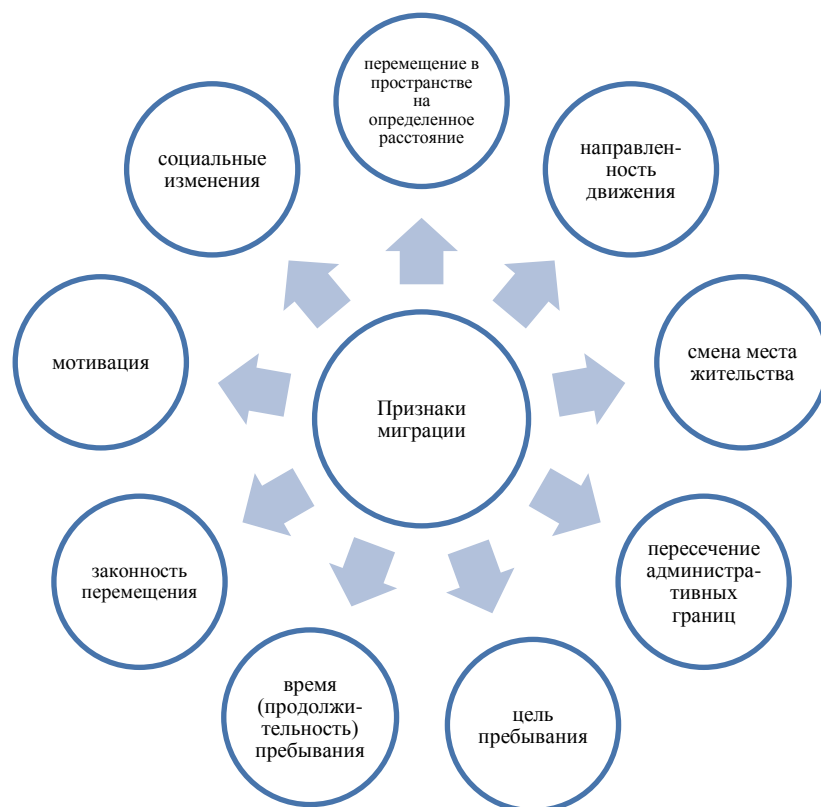 Признаки
миграции
перемещение в
пространстве
на
определенное
расстояние
направлен-
ность
движения
смена места
жительства
пересечение
администра-
тивных
границ
цель
пребывания
время
(продолжи-
тельность)
пребывания
законность
перемещения
мотивация
социальные
изменения